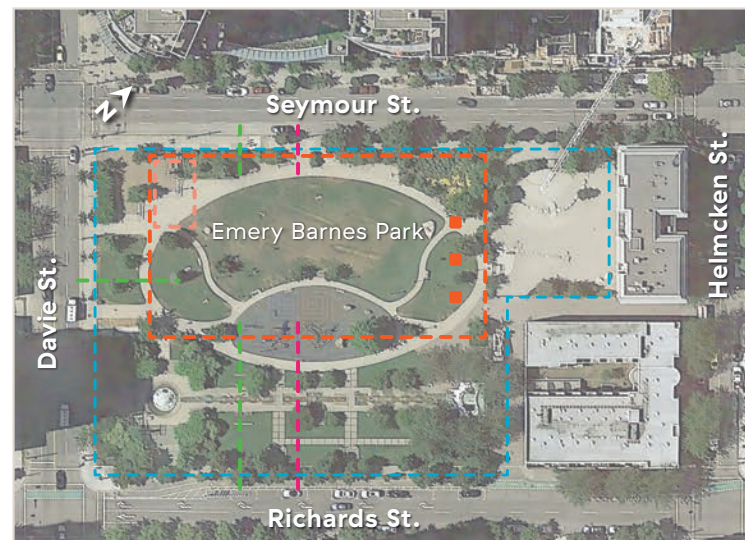 N
Seymour St.
Emery Barnes Park
Helmcken St.
Davie St.
Richards St.